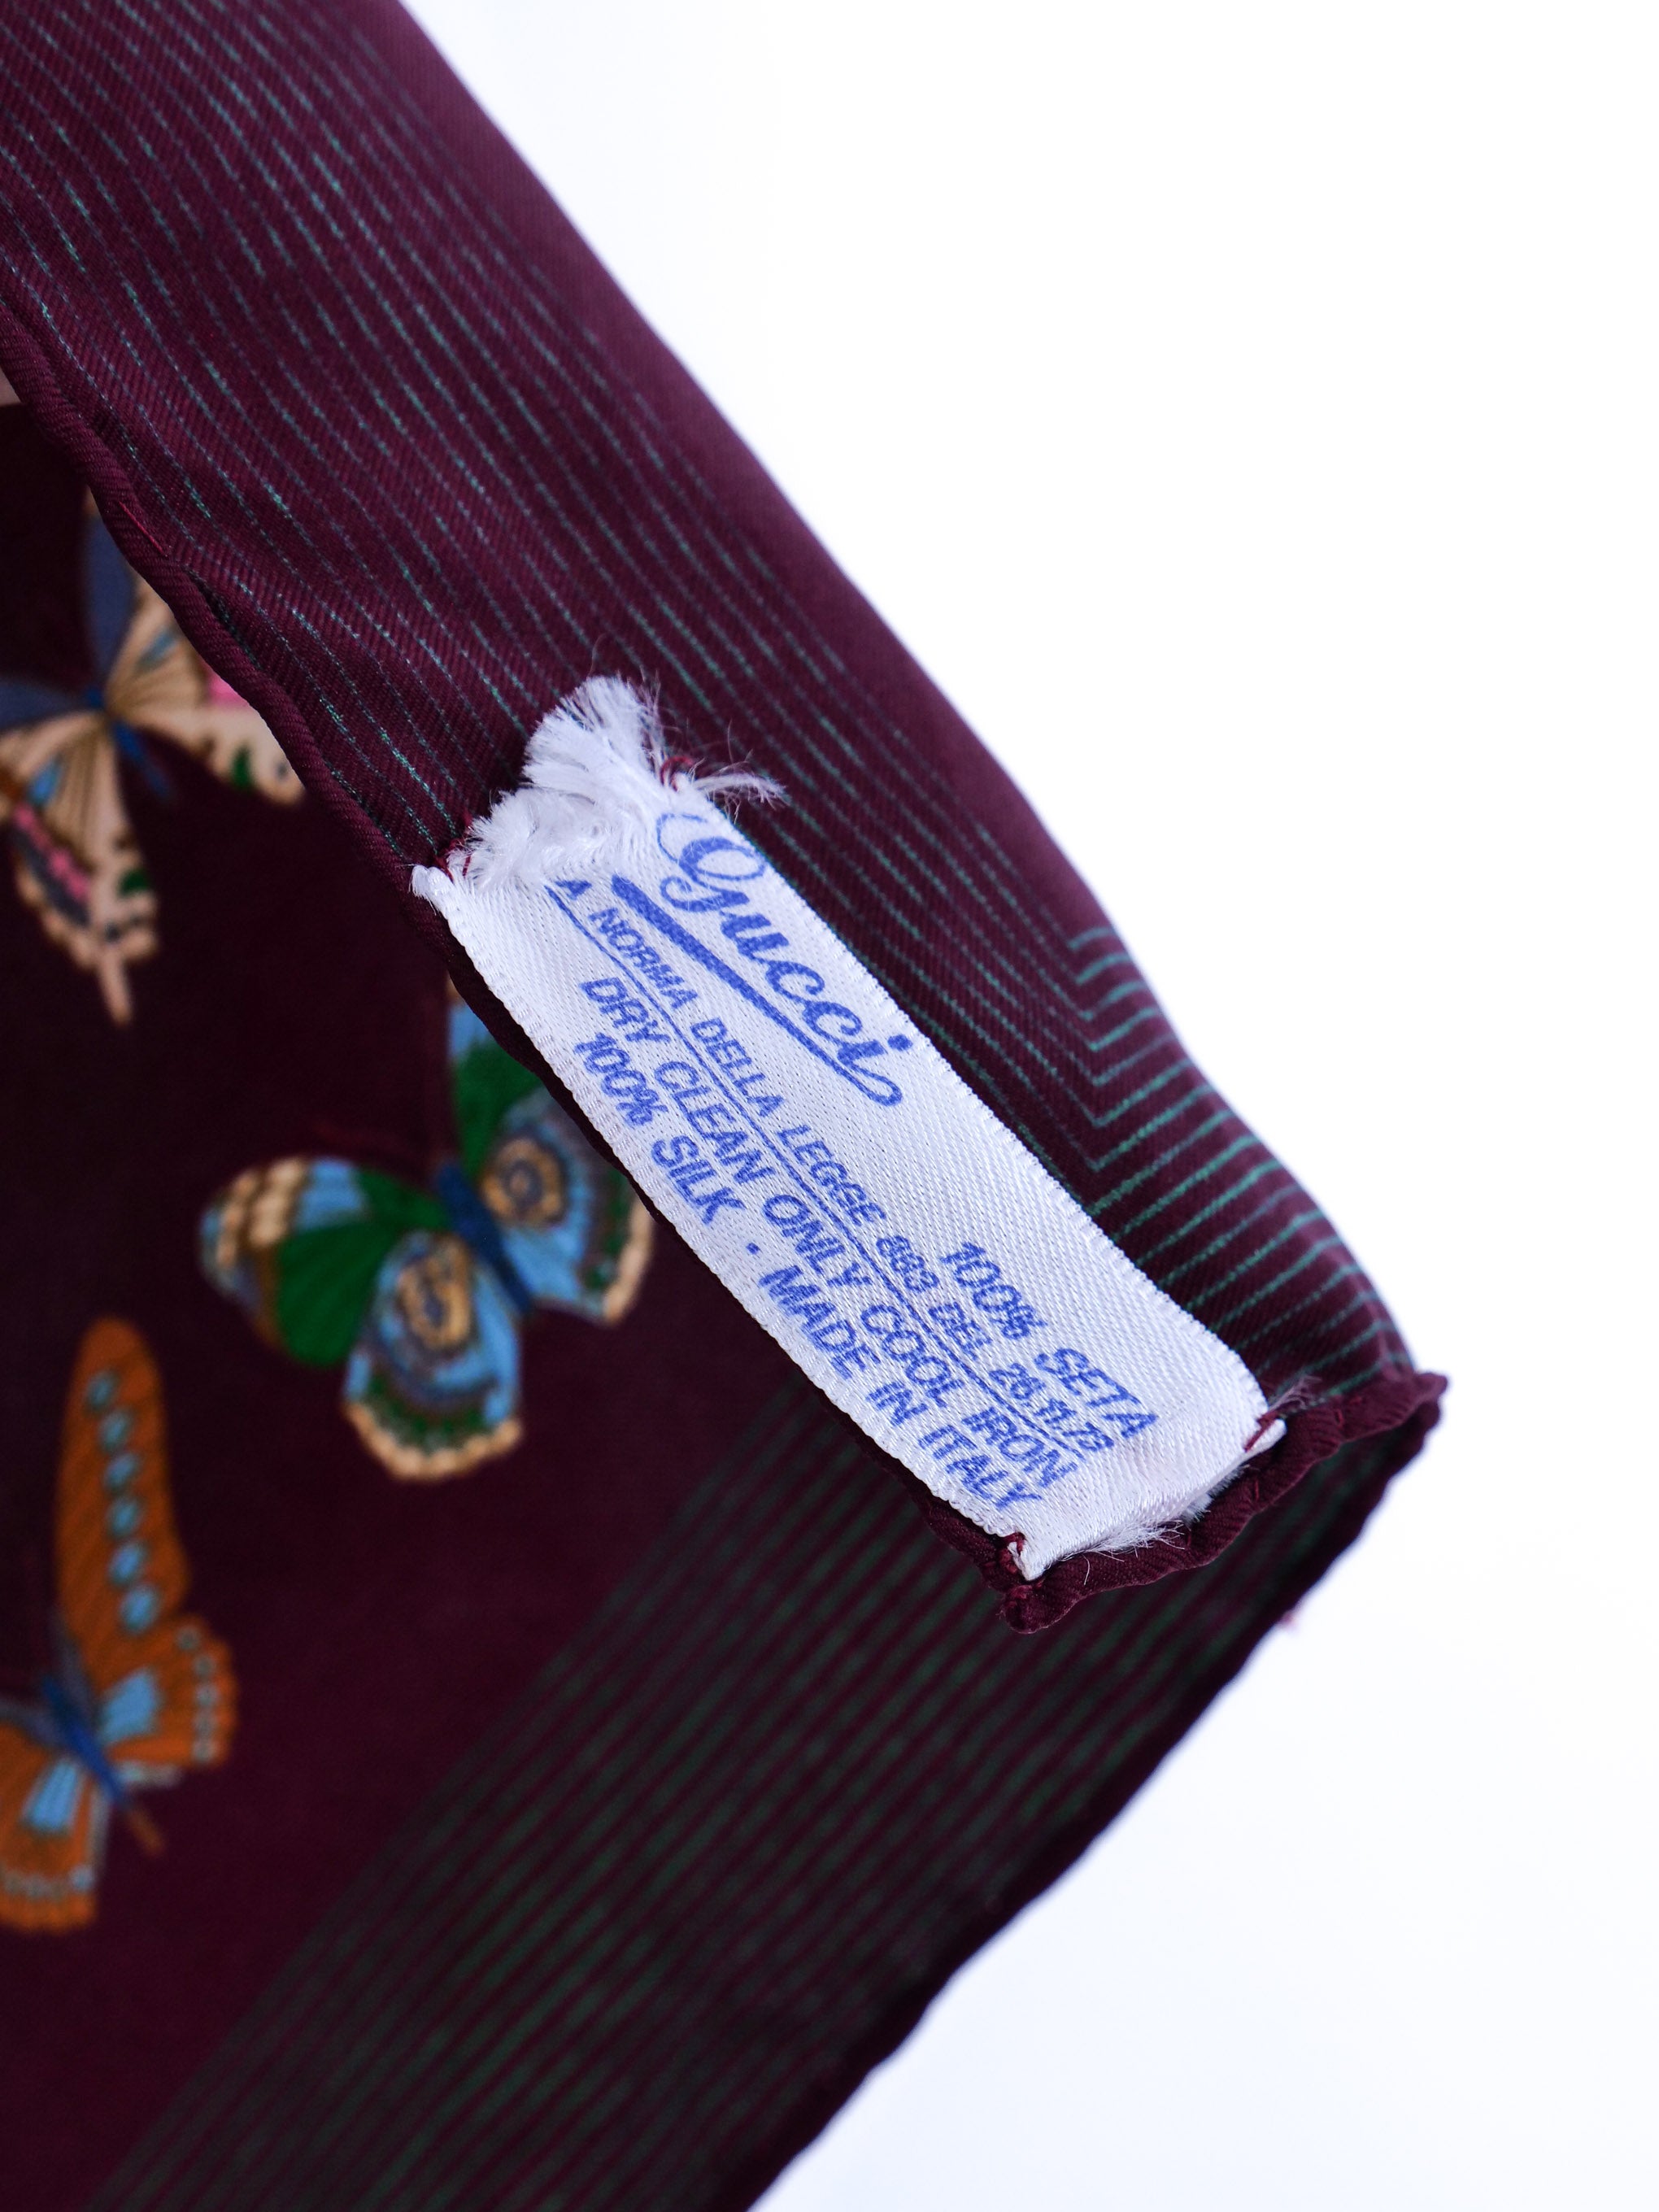 Gucci
100% SETA
A NORMA DELLA LEGGE 883 DEL 26.11.73
DRY CLEAN ONLY COOL IRON
100% SILK · MADE IN ITALY